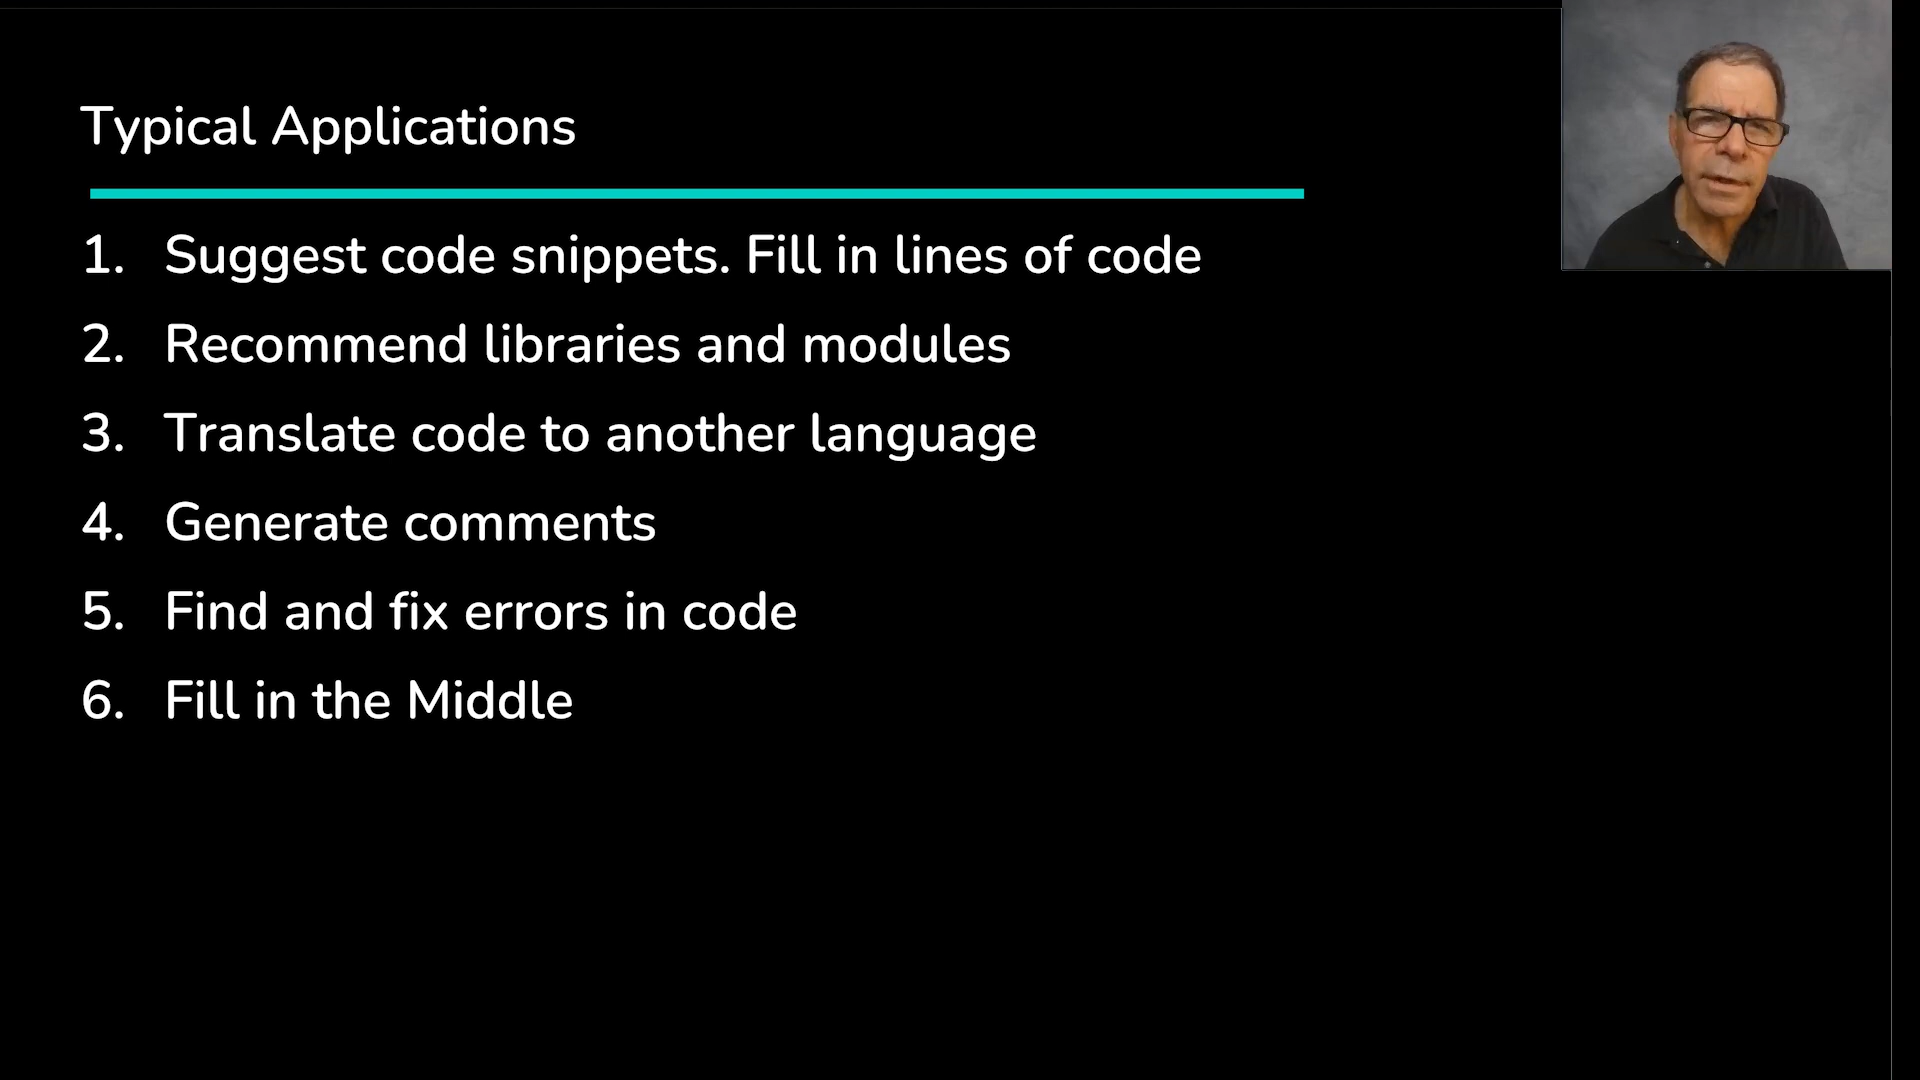 Typical Applications
1. Suggest code snippets. Fill in lines of code
2. Recommend libraries and modules
3. Translate code to another language
4. Generate comments
5. Find and fix errors in code
6. Fill in the Middle